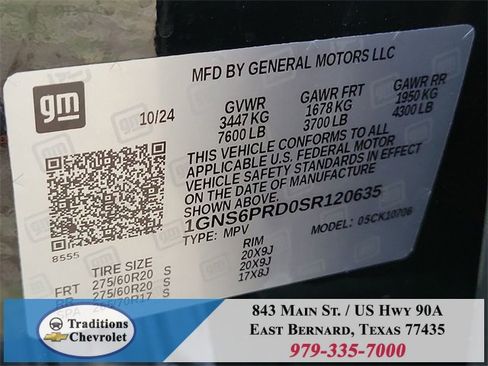 MFD BY GENERAL MOTORS LLC
gm
10/24 GVWR GAWR FRT GAWR RR
3447 KG 1678 KG 1950 KG
7600 LB 3700 LB 4300 LB
THIS VEHICLE CONFORMS TO ALL
APPLICABLE U.S. FEDERAL MOTOR
VEHICLE SAFETY STANDARDS IN EFFECT
ON THE DATE OF MANUFACTURE SHOWN ABOVE.
1GNS6PRD0SR120635
TYPE: MPV 05CK10706
8555
TIRE SIZE RIM
FRT 275/60R20 S 20X9J
275/60R20 S 20X9J
R17 S 17X8J
Traditions
Chevrolet
843 Main St. / US Hwy 90A
East Bernard, Texas 77435
979-335-7000